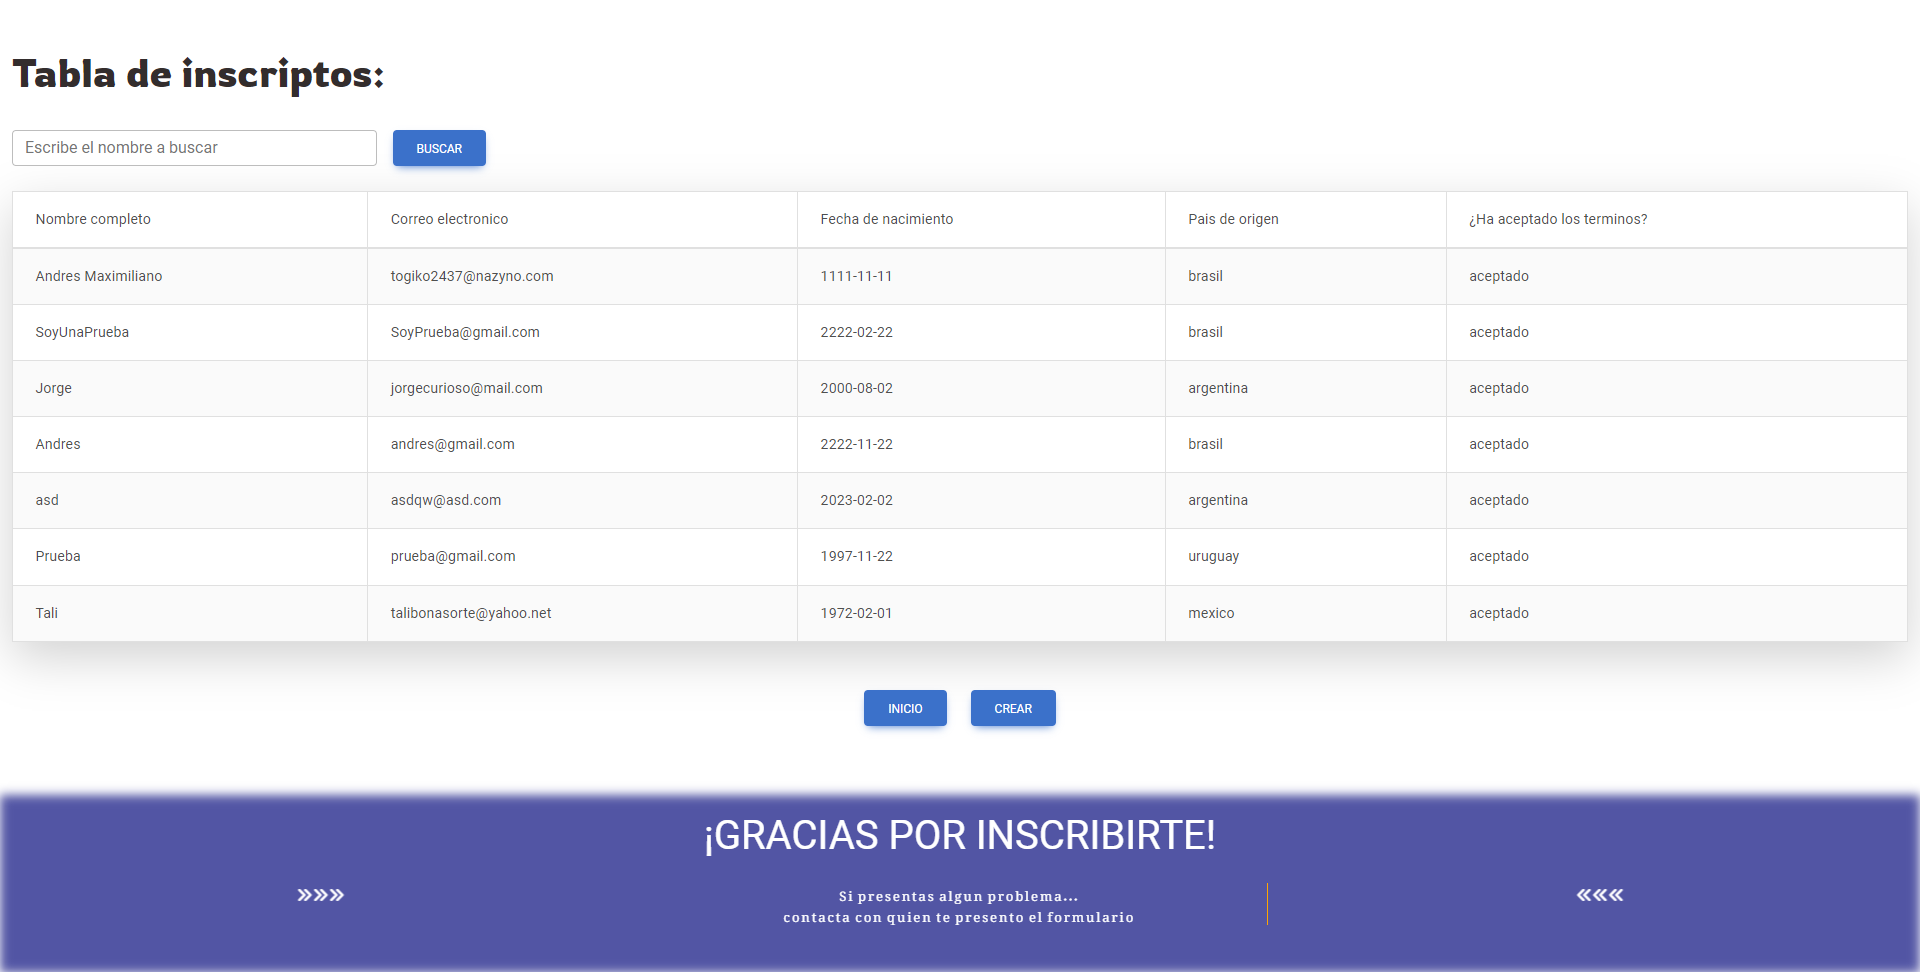 Tabla de inscriptos:
Escribe el nombre a buscar BUSCAR
Nombre completo Correo electronico Fecha de nacimiento Pais de origen ¿Ha aceptado los terminos?
Andres Maximiliano togiko2437@nazyno.com 1111-11-11 brasil aceptado
SoyUnaPrueba SoyPrueba@gmail.com 2222-02-22 brasil aceptado
Jorge jorgecurioso@mail.com 2000-08-02 argentina aceptado
Andres andres@gmail.com 2222-11-22 brasil aceptado
asd asdqw@asd.com 2023-02-02 argentina aceptado
Prueba prueba@gmail.com 1997-11-22 uruguay aceptado
Tali talibonasorte@yahoo.net 1972-02-01 mexico aceptado
INICIO CREAR
¡GRACIAS POR INSCRIBIRTE!
»»» Si presentas algun problema... «««
contacta con quien te presento el formulario